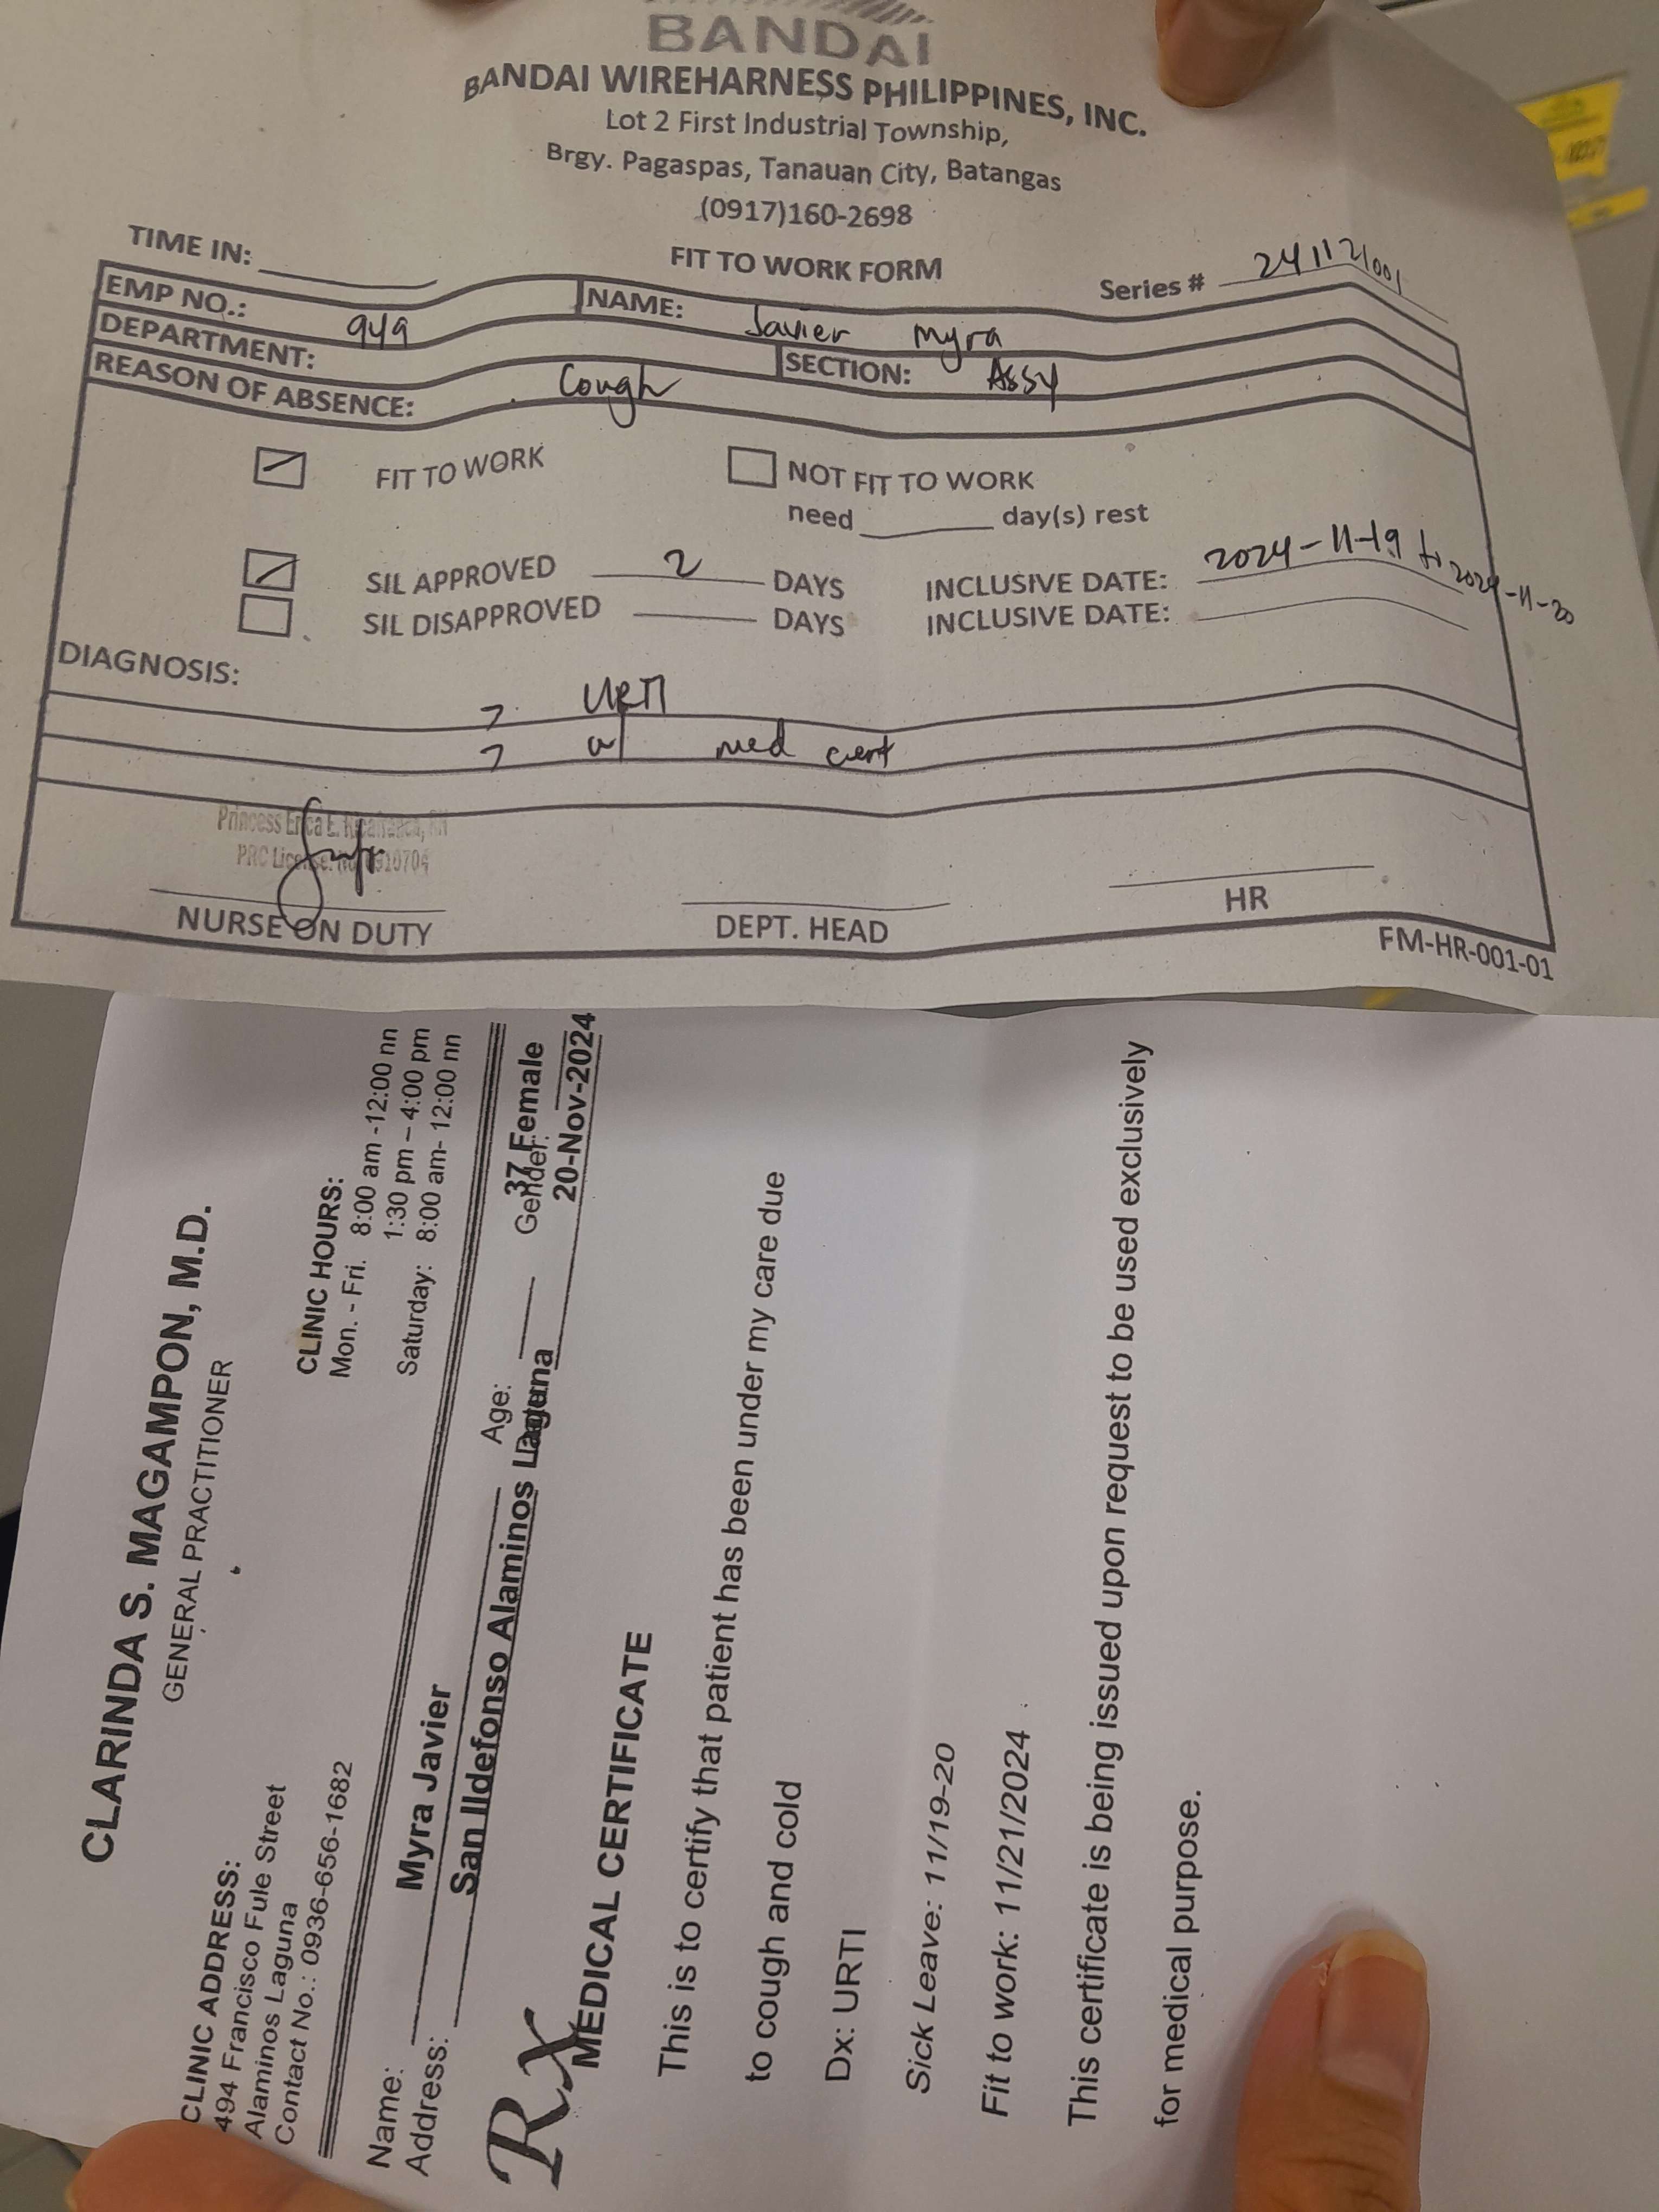 BANDAI
BANDAI WIREHARNESS PHILIPPINES, INC.
Lot 2 First Industrial Township,
Brgy. Pagaspas, Tanauan City, Batangas
(0917)160-2698
TIME IN:
FIT TO WORK FORM
Series # 241121001
EMP NO.: 949 NAME: Javier Myra
DEPARTMENT: SECTION: Assy
REASON OF ABSENCE: Cough
FIT TO WORK NOT FIT TO WORK
need day(s) rest
SIL APPROVED 2 DAYS INCLUSIVE DATE: 2024-11-19 to 2024-11-20
SIL DISAPPROVED DAYS INCLUSIVE DATE:
DIAGNOSIS:
> URTI
> w/ med cert
Princess Erica E. RN
PRC License. No.
NURSE ON DUTY DEPT. HEAD HR
FM-HR-001-01
CLARINDA S. MAGAMPON, M.D.
GENERAL PRACTITIONER
CLINIC ADDRESS:
494 Francisco Fule Street
Alaminos Laguna
Contact No.: 0936-656-1682
CLINIC HOURS:
Mon. - Fri. 8:00 am -12:00 nn
1:30 pm – 4:00 pm
Saturday: 8:00 am- 12:00 nn
Name: Myra Javier Age: 37 Gender: Female
Address: San Ildefonso Alaminos Laguna 20-Nov-2024
Rx
MEDICAL CERTIFICATE
This is to certify that patient has been under my care due
to cough and cold
Dx: URTI
Sick Leave: 11/19-20
Fit to work: 11/21/2024
This certificate is being issued upon request to be used exclusively
for medical purpose.